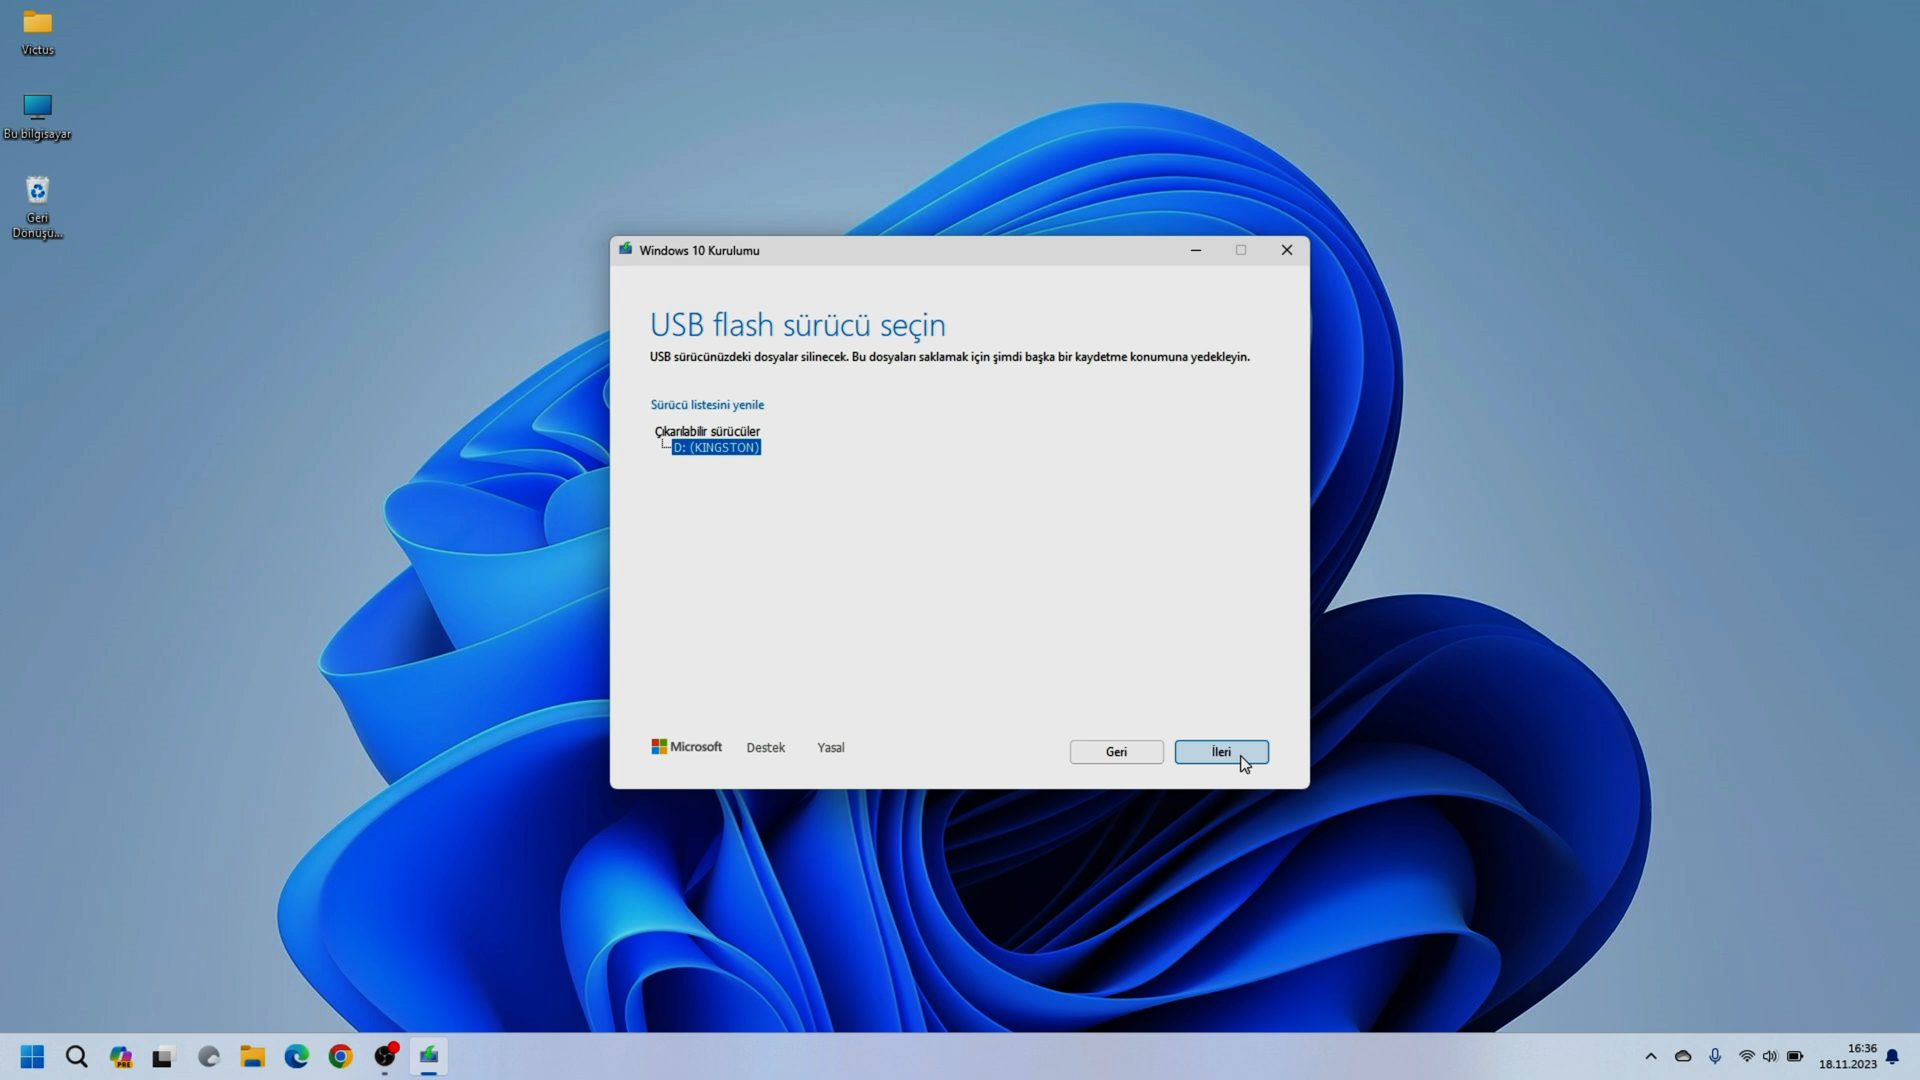 Victus
Bu bilgisayar
Geri
Dönüşü...
Windows 10 Kurulumu
USB flash sürücü seçin
USB sürücünüzdeki dosyalar silinecek. Bu dosyaları saklamak için şimdi başka bir kaydetme konumuna yedekleyin.
Sürücü listesini yenile
Çıkarılabilir sürücüler
D: (KINGSTON)
Microsoft
Destek
Yasal
Geri
İleri
PRE
16:36
18.11.2023